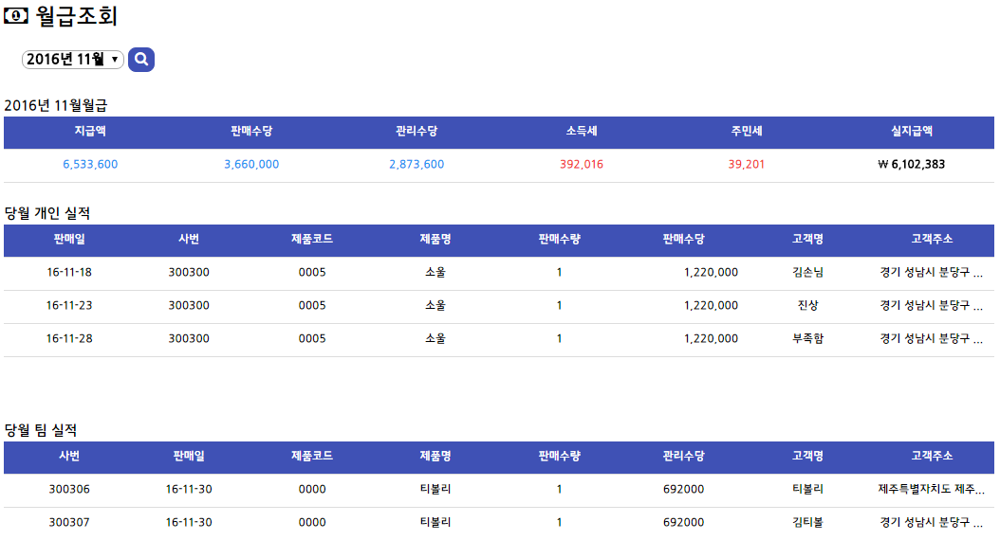 월급조회
2016년 11월
2016년 11월월급
지급액 판매수당 관리수당 소득세 주민세 실지급액
6,533,600 3,660,000 2,873,600 392,016 39,201 ₩ 6,102,383
당월 개인 실적
판매일 사번 제품코드 제품명 판매수량 판매수당 고객명 고객주소
16-11-18 300300 0005 소울 1 1,220,000 김손님 경기 성남시 분당구 ...
16-11-23 300300 0005 소울 1 1,220,000 진상 경기 성남시 분당구 ...
16-11-28 300300 0005 소울 1 1,220,000 부족함 경기 성남시 분당구 ...
당월 팀 실적
사번 판매일 제품코드 제품명 판매수량 관리수당 고객명 고객주소
300306 16-11-30 0000 티볼리 1 692000 티볼리 제주특별자치도 제주...
300307 16-11-30 0000 티볼리 1 692000 김티볼 경기 성남시 분당구 ...